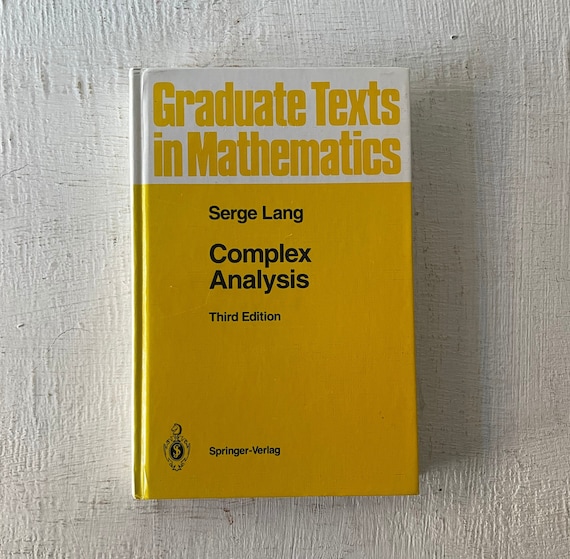 Graduate Texts
in Mathematics
Serge Lang
Complex
Analysis
Third Edition
Springer-Verlag